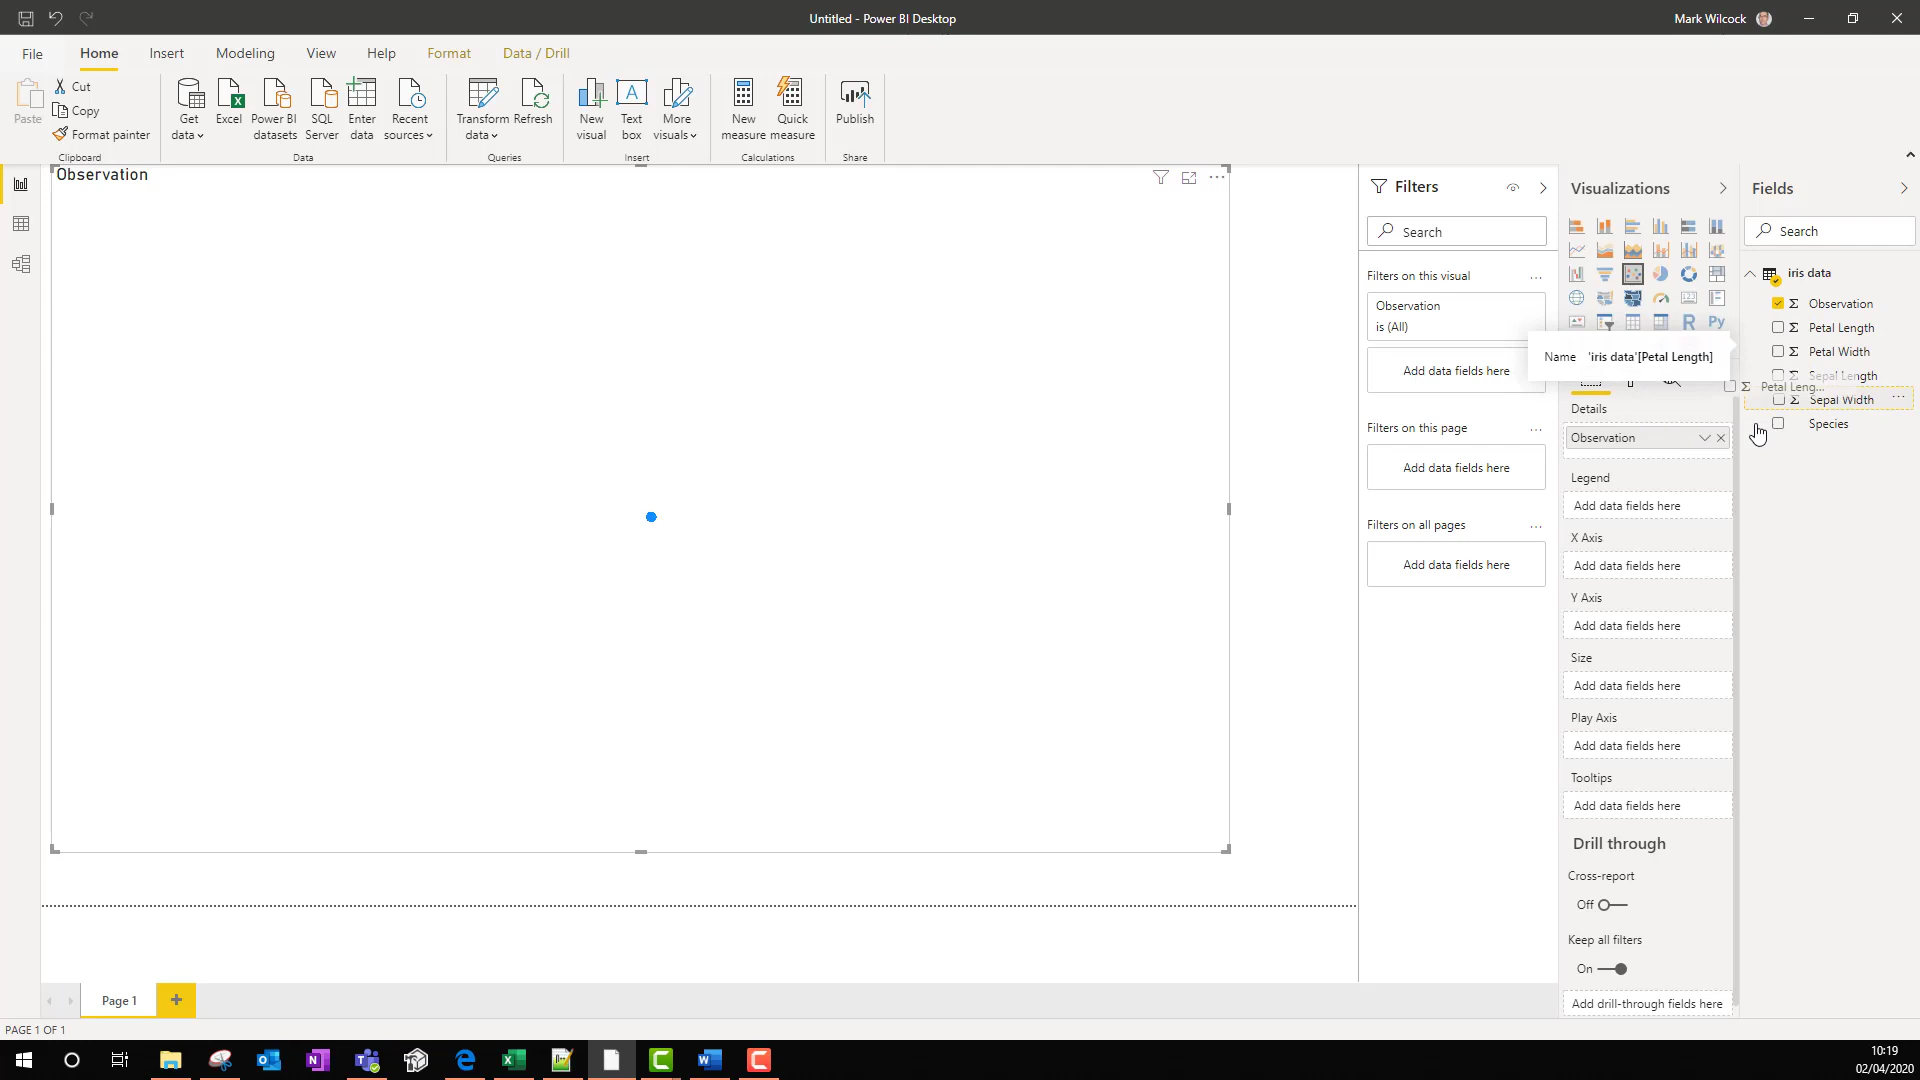 Untitled - Power BI Desktop
Mark Wilcock
File
Home
Insert
Modeling
View
Help
Format
Data / Drill
Paste
Cut
Copy
Format painter
Clipboard
Get data
Excel
Power BI datasets
SQL Server
Enter data
Recent sources
Data
Transform data
Refresh
Queries
New visual
Text box
More visuals
Insert
New measure
Quick measure
Calculations
Publish
Share
Observation
Filters
Search
Filters on this visual
Observation
is (All)
Add data fields here
Filters on this page
Add data fields here
Filters on all pages
Add data fields here
Visualizations
R
Py
Name 'iris data'[Petal Length]
Details
Observation
Legend
Add data fields here
X Axis
Add data fields here
Y Axis
Add data fields here
Size
Add data fields here
Play Axis
Add data fields here
Tooltips
Add data fields here
Drill through
Cross-report
Off
Keep all filters
On
Add drill-through fields here
Fields
Search
iris data
Observation
Petal Length
Petal Width
Sepal Length
Petal Leng...
Sepal Width
Species
Page 1
PAGE 1 OF 1
10:19
02/04/2020